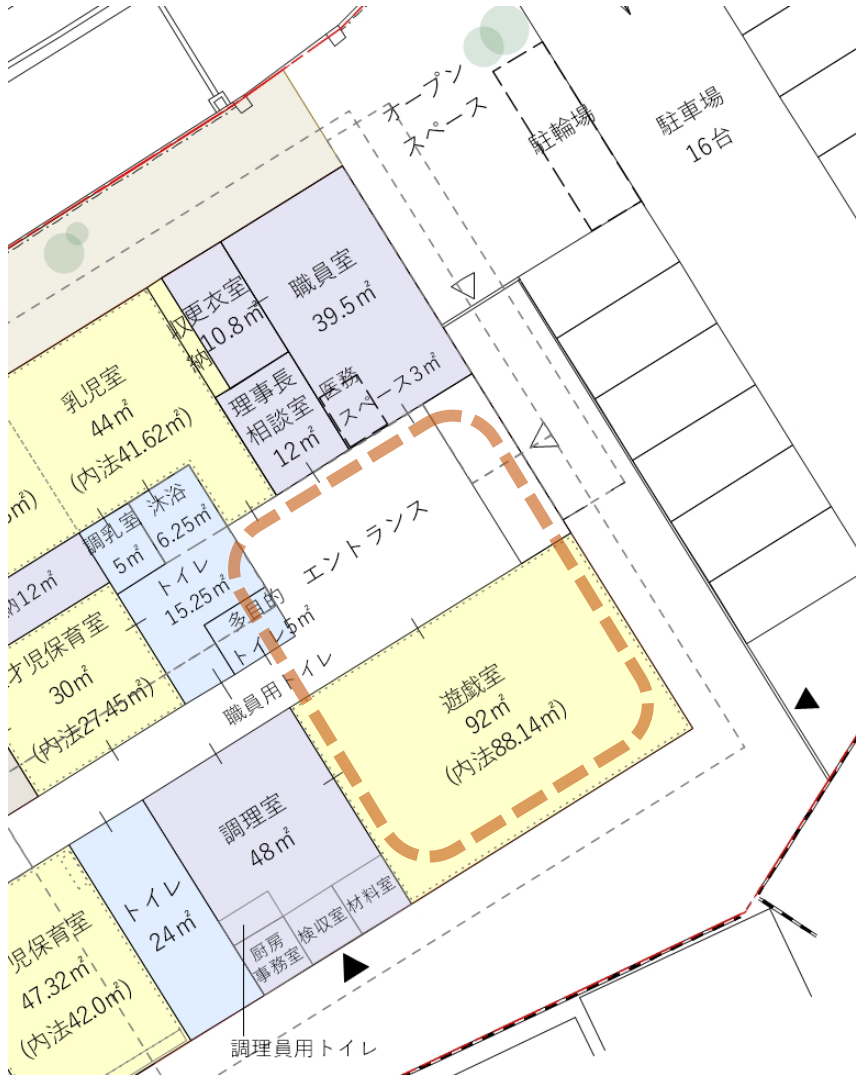 オープン
スペース
駐輪場
駐車場
16台
職員室
39.5㎡
更衣室
10.8㎡
収納
乳児室
44㎡
(内法41.62㎡)
理事長
相談室
12㎡
医務
スペース3㎡
沐浴
6.25㎡
調乳室
5㎡
トイレ
15.25㎡
多目的
トイレ5㎡
エントランス
納12㎡
才児保育室
30㎡
(内法27.45㎡)
職員用トイレ
遊戯室
92㎡
(内法88.14㎡)
調理室
48㎡
トイレ
24㎡
厨房
事務室
検収室
材料室
児保育室
47.32㎡
(内法42.0㎡)
調理員用トイレ